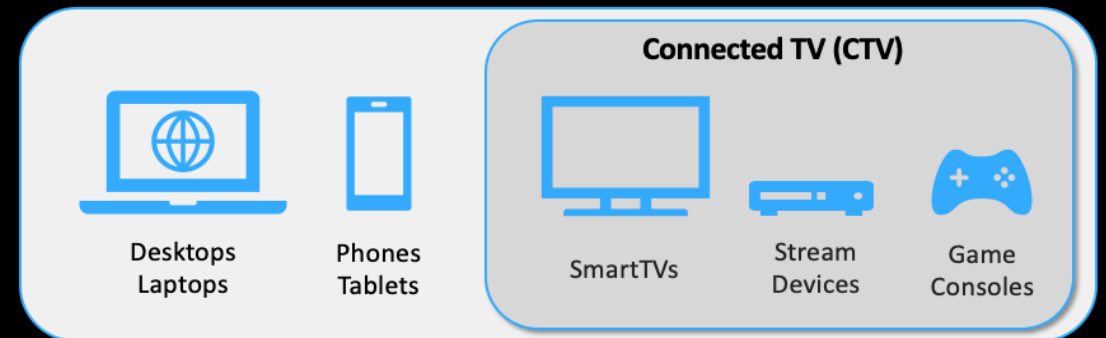 Connected TV (CTV)
Desktops
Laptops
Phones
Tablets
SmartTVs
Stream
Devices
Game
Consoles